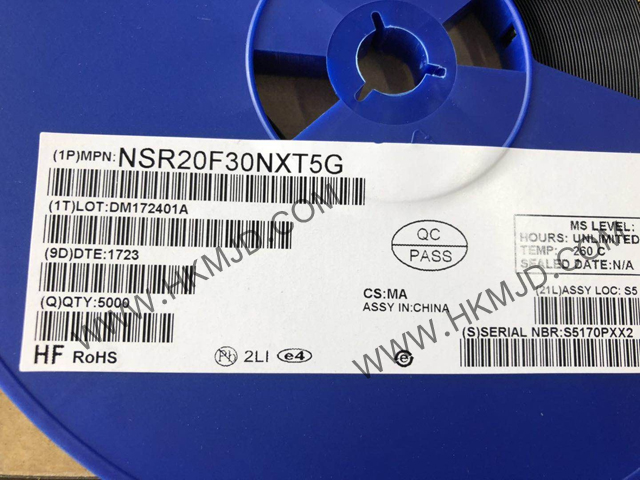 (1P)MPN: NSR20F30NXT5G
(1T)LOT:DM172401A
(9D)DTE:1723
(Q)QTY:5000
HF RoHS
Pb 2LI e4 e
QC
PASS
CS:MA
ASSY IN:CHINA
MS LEVEL:
HOURS: UNLIMITED
TEMP: 260 C
SEALED DATE:N/A
(21L)ASSY LOC: S5
(S)SERIAL NBR:S5170PXX2
WWW.HKMJD.COM
WWW.HKMJD.COM